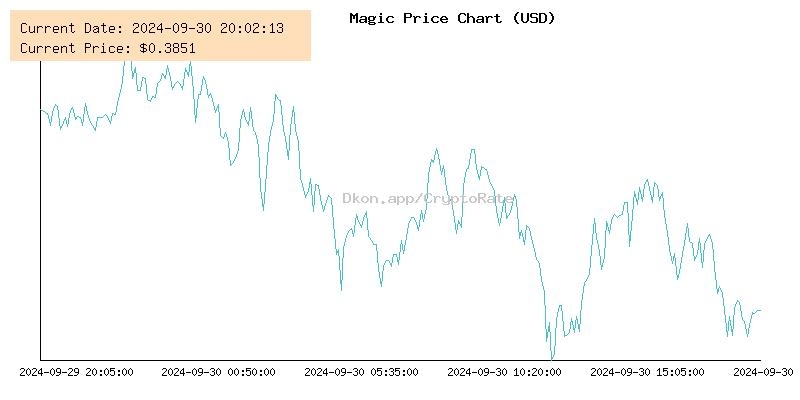 Magic Price Chart (USD)
Current Date: 2024-09-30 20:02:13
Current Price: $0.3851
Dkon.app/CryptoRate
2024-09-29 20:05:00 2024-09-30 00:50:00 2024-09-30 05:35:00 2024-09-30 10:20:00 2024-09-30 15:05:00 2024-09-30